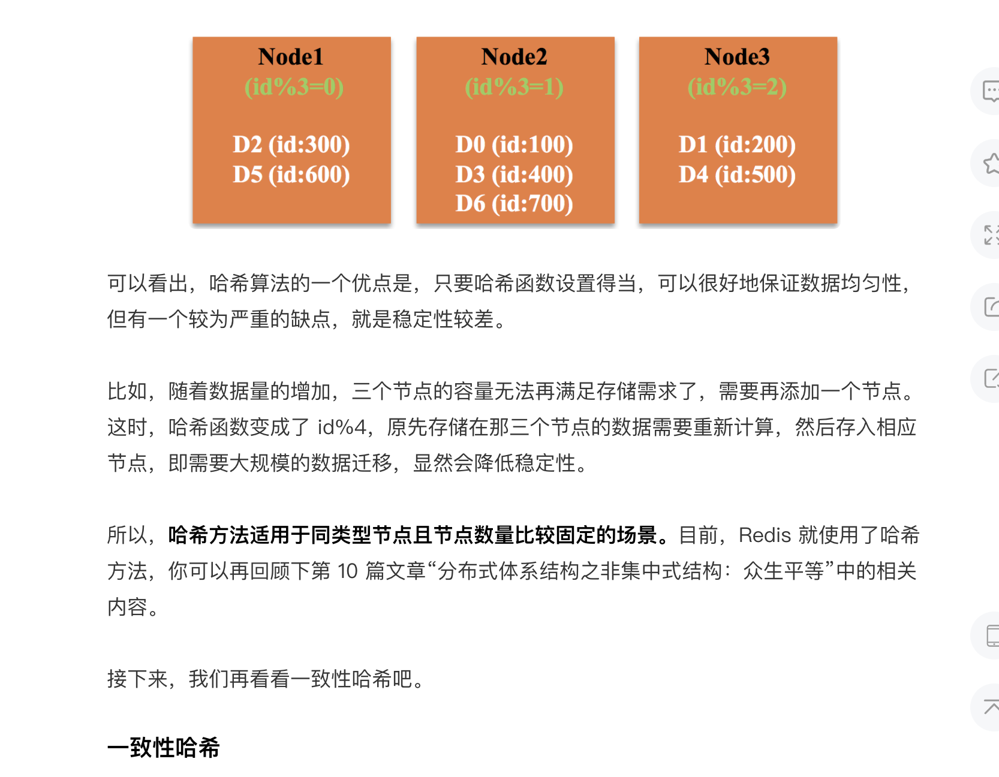 Node1
(id%3=0)
D2 (id:300)
D5 (id:600)
Node2
(id%3=1)
D0 (id:100)
D3 (id:400)
D6 (id:700)
Node3
(id%3=2)
D1 (id:200)
D4 (id:500)
可以看出，哈希算法的一个优点是，只要哈希函数设置得当，可以很好地保证数据均匀性，
但有一个较为严重的缺点，就是稳定性较差。
比如，随着数据量的增加，三个节点的容量无法再满足存储需求了，需要再添加一个节点。
这时，哈希函数变成了 id%4，原先存储在那三个节点的数据需要重新计算，然后存入相应
节点，即需要大规模的数据迁移，显然会降低稳定性。
所以，哈希方法适用于同类型节点且节点数量比较固定的场景。目前，Redis 就使用了哈希
方法，你可以再回顾下第 10 篇文章“分布式体系结构之非集中式结构：众生平等”中的相关
内容。
接下来，我们再看看一致性哈希吧。
一致性哈希